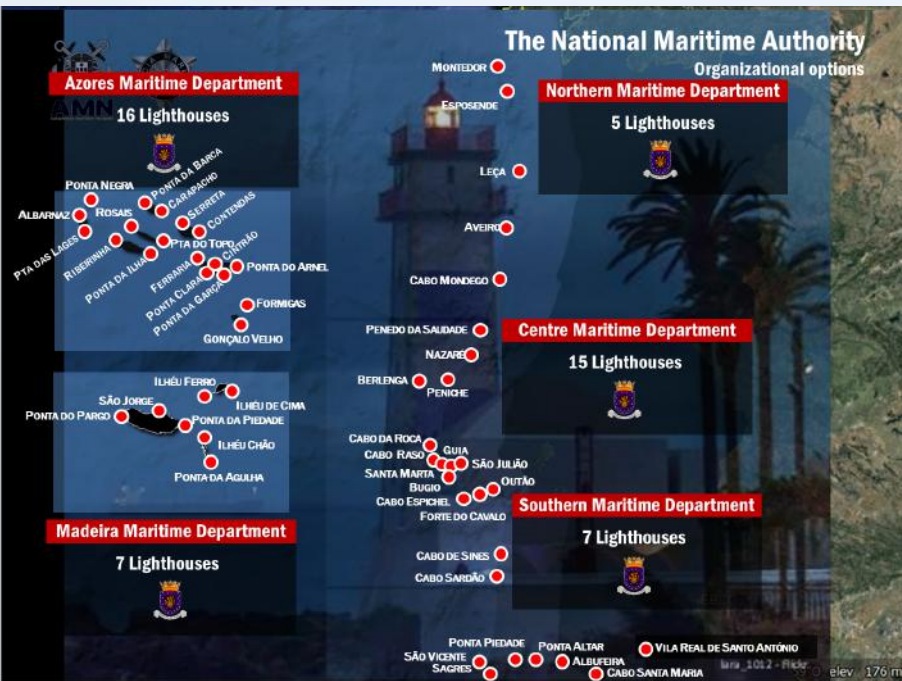 The National Maritime Authority
Organizational options
AMN
Azores Maritime Department
16 Lighthouses
Northern Maritime Department
5 Lighthouses
MONTEDOR
ESPOSENDE
LEÇA
AVEIRO
CABO MONDEGO
PONTA NEGRA
PONTA DA BARCA
CARAPACHO
SERRETA
CONTENDAS
ALBARNAZ
ROSAIS
PTA DAS LAGES
RIBEIRINHA
PONTA DA ILHA
PTA DO TOPO
FERRARIA
CINTRÃO
PONTA CLARA
PONTA DA GARÇA
PONTA DO ARNEL
FORMIGAS
GONÇALO VELHO
PENEDO DA SAUDADE
NAZARÉ
BERLENGA
PENICHE
Centre Maritime Department
15 Lighthouses
ILHÉU FERRO
SÃO JORGE
ILHÉU DE CIMA
PONTA DO PARGO
PONTA DA PIEDADE
ILHÉU CHÃO
PONTA DA AGULHA
CABO DA ROCA
CABO RASO
GUIA
SÃO JULIÃO
SANTA MARTA
BUGIO
OUTÃO
CABO ESPICHEL
FORTE DO CAVALO
Madeira Maritime Department
7 Lighthouses
Southern Maritime Department
7 Lighthouses
CABO DE SINES
CABO SARDÃO
PONTA PIEDADE
PONTA ALTAR
VILA REAL DE SANTO ANTÓNIO
SÃO VICENTE
ALBUFEIRA
SAGRES
CABO SANTA MARIA
lara_1012 - Flickr
elev. 176 m